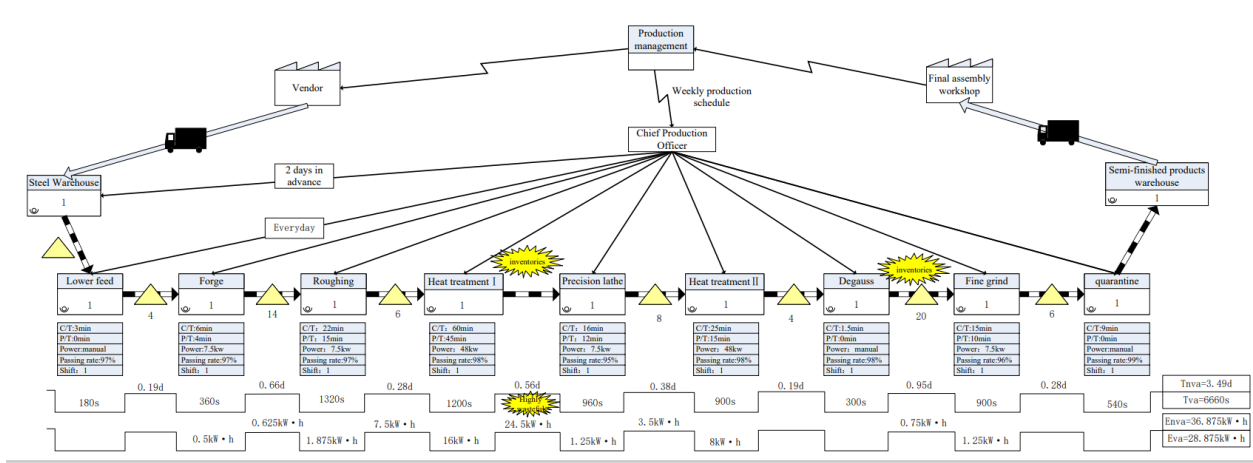 Production
management
Vendor
Final assembly
workshop
Weekly production
schedule
Chief Production
Officer
2 days in
advance
Steel Warehouse
1
Semi-finished products
warehouse
1
Everyday
inventories
inventories
Lower feed
1
Forge
1
Roughing
1
Heat treatment Ⅰ
1
Precision lathe
1
Heat treatment Ⅱ
1
Degauss
1
Fine grind
1
quarantine
1
4
14
6
8
4
20
6
C/T:3min
P/T:0min
Power:manual
Passing rate:97%
Shift: 1
C/T:6min
P/T:4min
Power:7.5kw
Passing rate:97%
Shift: 1
C/T: 22min
P/T: 15min
Power: 7.5kw
Passing rate:97%
Shift: 1
C/T: 60min
P/T:45min
Power: 48kw
Passing rate:98%
Shift: 1
C/T: 16min
P/T: 12min
Power: 7.5kw
Passing rate:95%
Shift: 1
C/T:25min
P/T:15min
Power: 48kw
Passing rate:98%
Shift: 1
C/T:1.5min
P/T:0min
Power: manual
Passing rate:98%
Shift: 1
C/T:15min
P/T:10min
Power: 7.5kw
Passing rate:96%
Shift: 1
C/T:9min
P/T:0min
Power:manual
Passing rate:99%
Shift: 1
0.19d
0.66d
0.28d
0.56d
0.38d
0.19d
0.95d
0.28d
Tnva=3.49d
180s
360s
1320s
1200s
Highly
wasteful
960s
900s
300s
900s
540s
Tva=6660s
0.625kW·h
7.5kW·h
24.5kW·h
3.5kW·h
0.75kW·h
Enva=36.875kW·h
0.5kW·h
1.875kW·h
16kW·h
1.25kW·h
8kW·h
1.25kW·h
Eva=28.875kW·h